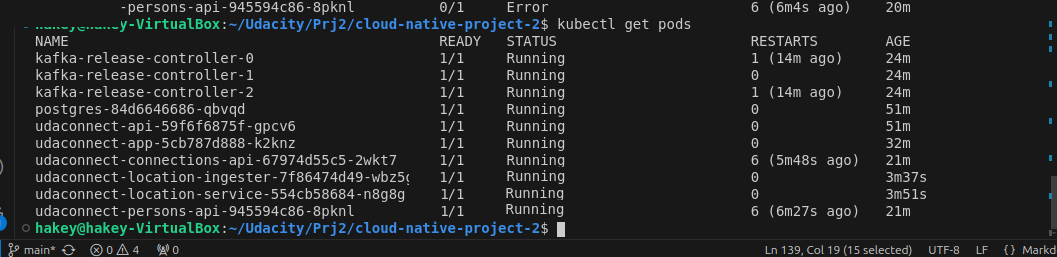 -persons-api-945594c86-8pknl 0/1 Error 6 (6m4s ago) 20m
hakey@hakey-VirtualBox:~/Udacity/Prj2/cloud-native-project-2$ kubectl get pods
NAME READY STATUS RESTARTS AGE
kafka-release-controller-0 1/1 Running 1 (14m ago) 24m
kafka-release-controller-1 1/1 Running 0 24m
kafka-release-controller-2 1/1 Running 1 (14m ago) 24m
postgres-84d6646686-qbvqd 1/1 Running 0 51m
udaconnect-api-59f6f6875f-gpcv6 1/1 Running 0 51m
udaconnect-app-5cb787d888-k2knz 1/1 Running 0 32m
udaconnect-connections-api-67974d55c5-2wkt7 1/1 Running 6 (5m48s ago) 21m
udaconnect-location-ingester-7f86474d49-wbz5g 1/1 Running 0 3m37s
udaconnect-location-service-554cb58684-n8g8g 1/1 Running 0 3m51s
udaconnect-persons-api-945594c86-8pknl 1/1 Running 6 (6m27s ago) 21m
hakey@hakey-VirtualBox:~/Udacity/Prj2/cloud-native-project-2$
main* 0 4 0 Ln 139, Col 19 (15 selected) UTF-8 LF {} Markd